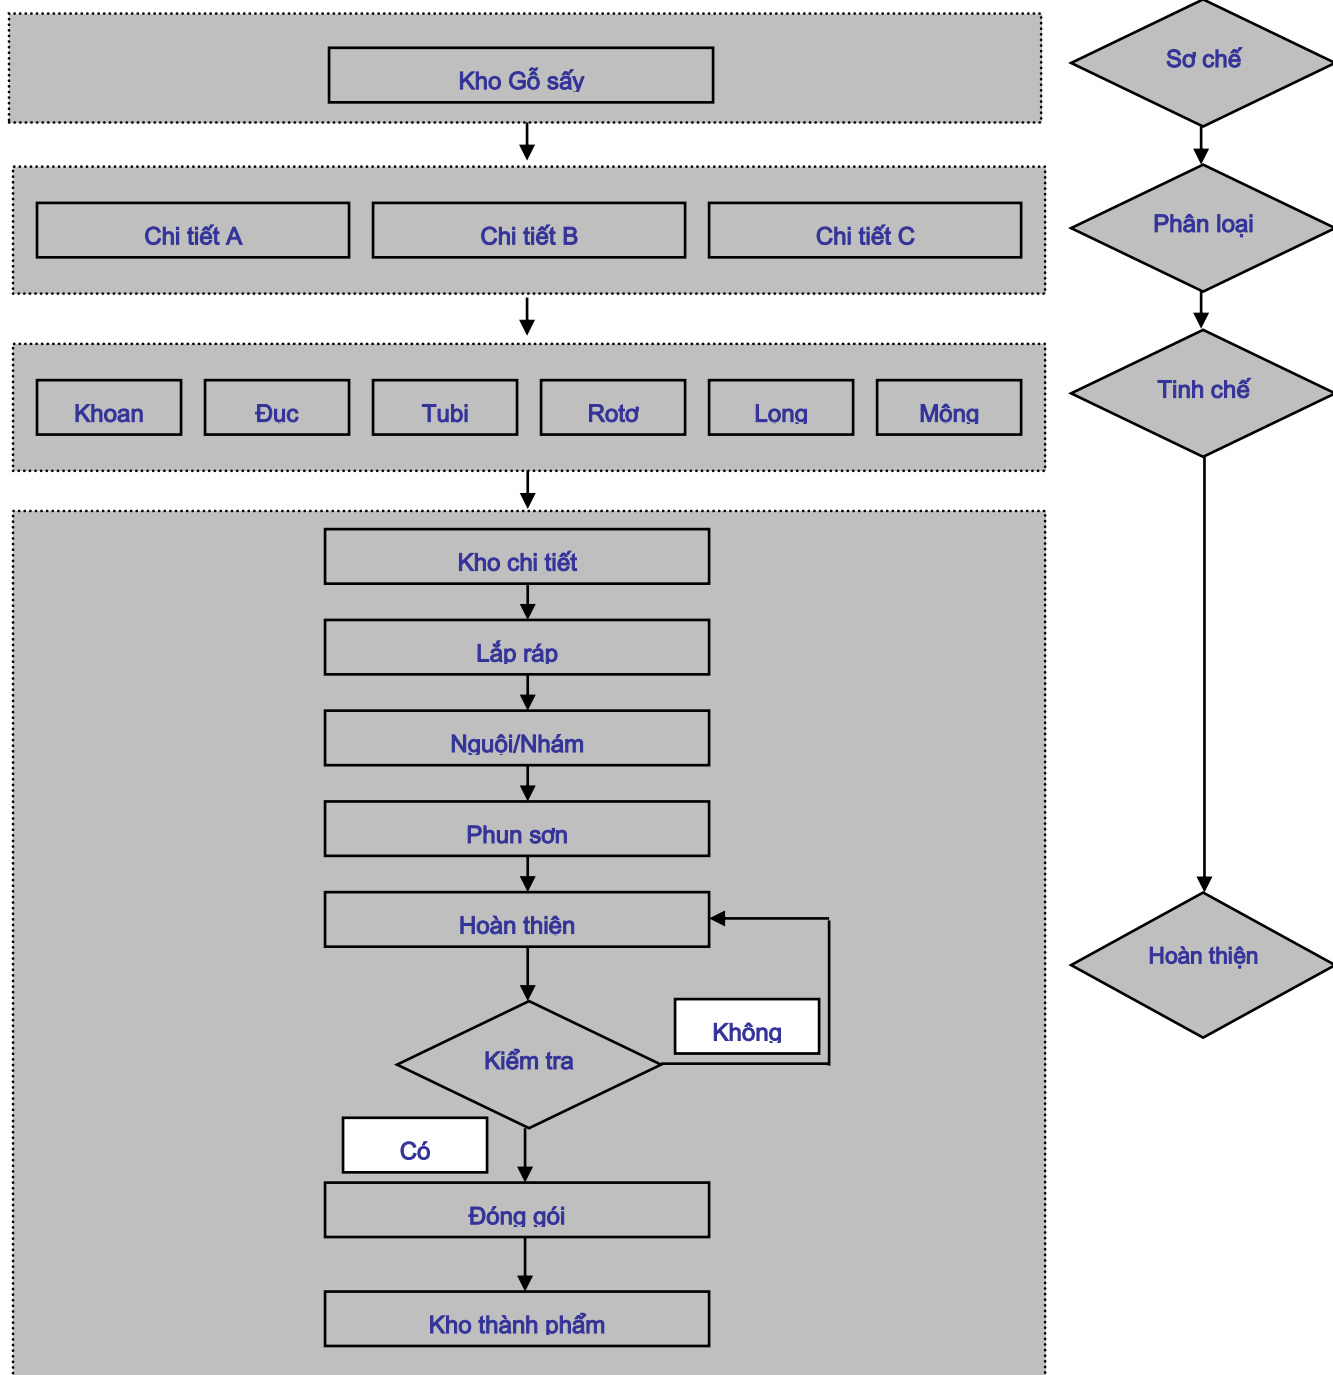 Kho Gỗ sấy
Sơ chế
Chi tiết A
Chi tiết B
Chi tiết C
Phân loại
Khoan
Đuc
Tubi
Rotơ
Long
Mông
Tinh chế
Kho chi tiết
Lắp ráp
Nguội/Nhám
Phun sơn
Hoàn thiên
Hoàn thiện
Không
Kiểm tra
Có
Đóng gói
Kho thành phẩm